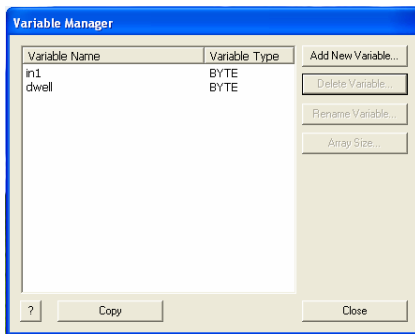 Variable Manager
Variable Name Variable Type Add New Variable...
in1 BYTE
dwell BYTE Delete Variable...
Rename Variable...
Array Size...
? Copy Close